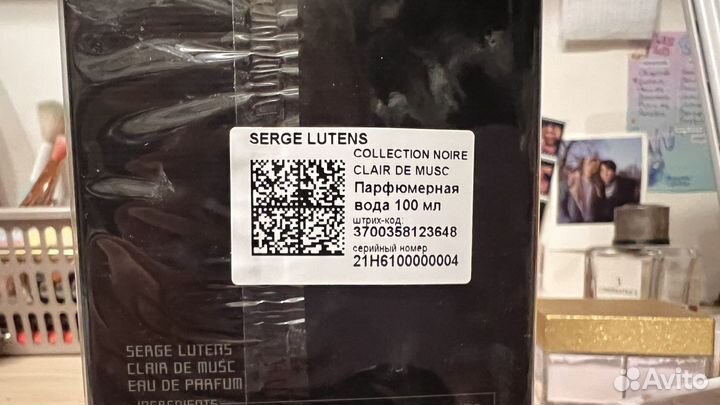 SERGE LUTENS
COLLECTION NOIRE
CLAIR DE MUSC
Парфюмерная
вода 100 мл
штрих-код:
3700358123648
серийный номер
21H6100000004
SERGE LUTENS
CLAIR DE MUSC
EAU DE PARFUM
INGREDIENTS
Avito